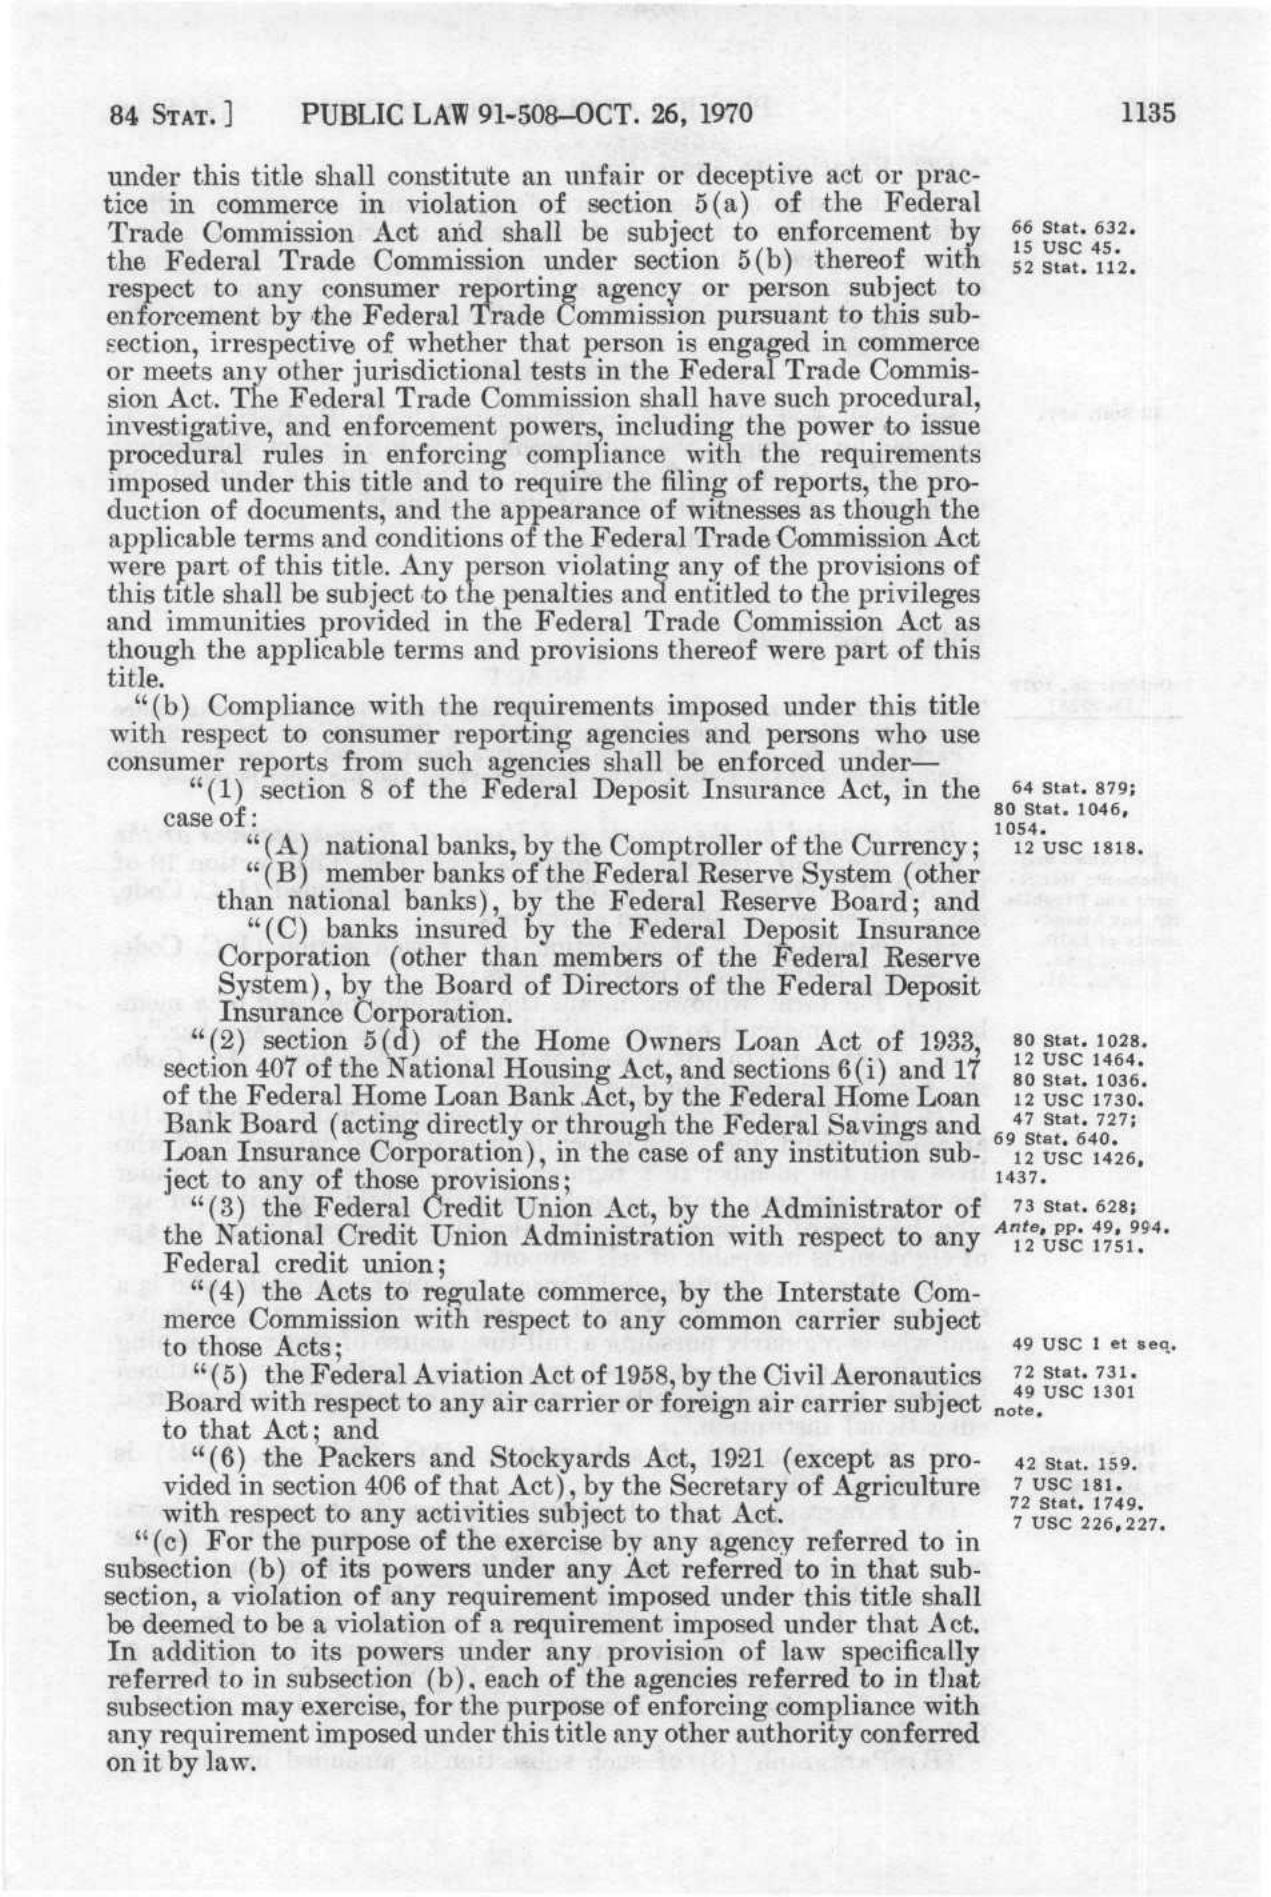 84 STAT. ] PUBLIC LAW 91-508-OCT. 26, 1970 1135
under this title shall constitute an unfair or deceptive act or prac-
tice in commerce in violation of section 5(a) of the Federal
Trade Commission Act and shall be subject to enforcement by
the Federal Trade Commission under section 5(b) thereof with
respect to any consumer reporting agency or person subject to
enforcement by the Federal Trade Commission pursuant to this sub-
section, irrespective of whether that person is engaged in commerce
or meets any other jurisdictional tests in the Federal Trade Commis-
sion Act. The Federal Trade Commission shall have such procedural,
investigative, and enforcement powers, including the power to issue
procedural rules in enforcing compliance with the requirements
imposed under this title and to require the filing of reports, the pro-
duction of documents, and the appearance of witnesses as though the
applicable terms and conditions of the Federal Trade Commission Act
were part of this title. Any person violating any of the provisions of
this title shall be subject to the penalties and entitled to the privileges
and immunities provided in the Federal Trade Commission Act as
though the applicable terms and provisions thereof were part of this
title.
"(b) Compliance with the requirements imposed under this title
with respect to consumer reporting agencies and persons who use
consumer reports from such agencies shall be enforced under—
"(1) section 8 of the Federal Deposit Insurance Act, in the
case of:
"(A) national banks, by the Comptroller of the Currency;
"(B) member banks of the Federal Reserve System (other
than national banks), by the Federal Reserve Board; and
"(C) banks insured by the Federal Deposit Insurance
Corporation (other than members of the Federal Reserve
System), by the Board of Directors of the Federal Deposit
Insurance Corporation.
"(2) section 5(d) of the Home Owners Loan Act of 1933,
section 407 of the National Housing Act, and sections 6(i) and 17
of the Federal Home Loan Bank Act, by the Federal Home Loan
Bank Board (acting directly or through the Federal Savings and
Loan Insurance Corporation), in the case of any institution sub-
ject to any of those provisions;
"(3) the Federal Credit Union Act, by the Administrator of
the National Credit Union Administration with respect to any
Federal credit union;
"(4) the Acts to regulate commerce, by the Interstate Com-
merce Commission with respect to any common carrier subject
to those Acts;
"(5) the Federal Aviation Act of 1958, by the Civil Aeronautics
Board with respect to any air carrier or foreign air carrier subject
to that Act; and
"(6) the Packers and Stockyards Act, 1921 (except as pro-
vided in section 406 of that Act), by the Secretary of Agriculture
with respect to any activities subject to that Act.
"(c) For the purpose of the exercise by any agency referred to in
subsection (b) of its powers under any Act referred to in that sub-
section, a violation of any requirement imposed under this title shall
be deemed to be a violation of a requirement imposed under that Act.
In addition to its powers under any provision of law specifically
referred to in subsection (b), each of the agencies referred to in that
subsection may exercise, for the purpose of enforcing compliance with
any requirement imposed under this title any other authority conferred
on it by law.
66 Stat. 632.
15 USC 45.
52 Stat. 112.
64 Stat. 879;
80 Stat. 1046,
1054.
12 USC 1818.
80 Stat. 1028.
12 USC 1464.
80 Stat. 1036.
12 USC 1730.
47 Stat. 727;
69 Stat. 640.
12 USC 1426,
1437.
73 Stat. 628;
Ante, pp. 49, 994.
12 USC 1751.
49 USC 1 et seq.
72 Stat. 731.
49 USC 1301
note.
42 Stat. 159.
7 USC 181.
72 Stat. 1749.
7 USC 226,227.